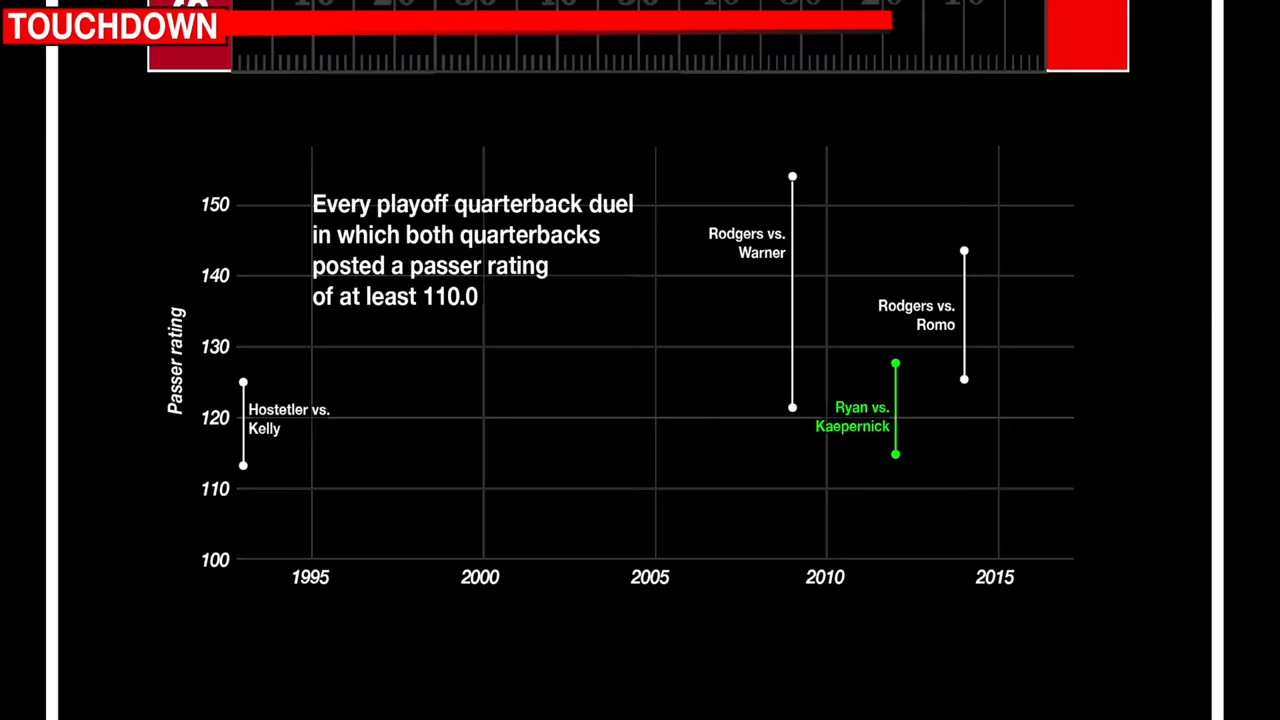 TOUCHDOWN
Every playoff quarterback duel
in which both quarterbacks
posted a passer rating
of at least 110.0
Passer rating
150
140
130
120
110
100
Rodgers vs.
Warner
Rodgers vs.
Romo
Hostetler vs.
Kelly
Ryan vs.
Kaepernick
1995
2000
2005
2010
2015